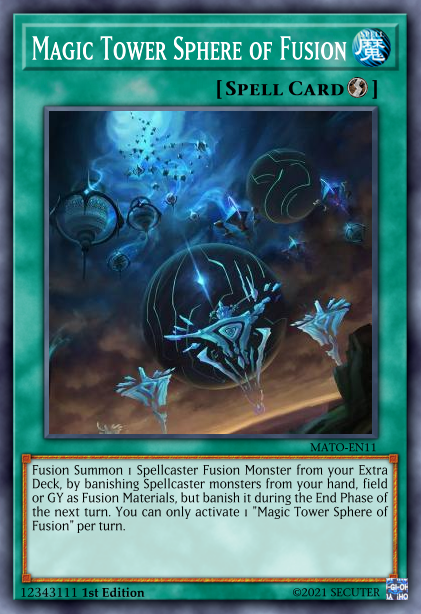 MAGIC TOWER SPHERE OF FUSION 魔
[SPELL CARD]
MATO-EN11
Fusion Summon 1 Spellcaster Fusion Monster from your Extra
Deck, by banishing Spellcaster monsters from your hand, field
or GY as Fusion Materials, but banish it during the End Phase of
the next turn. You can only activate 1 "Magic Tower Sphere of
Fusion" per turn.
12343111 1st Edition ©2021 SECUTER